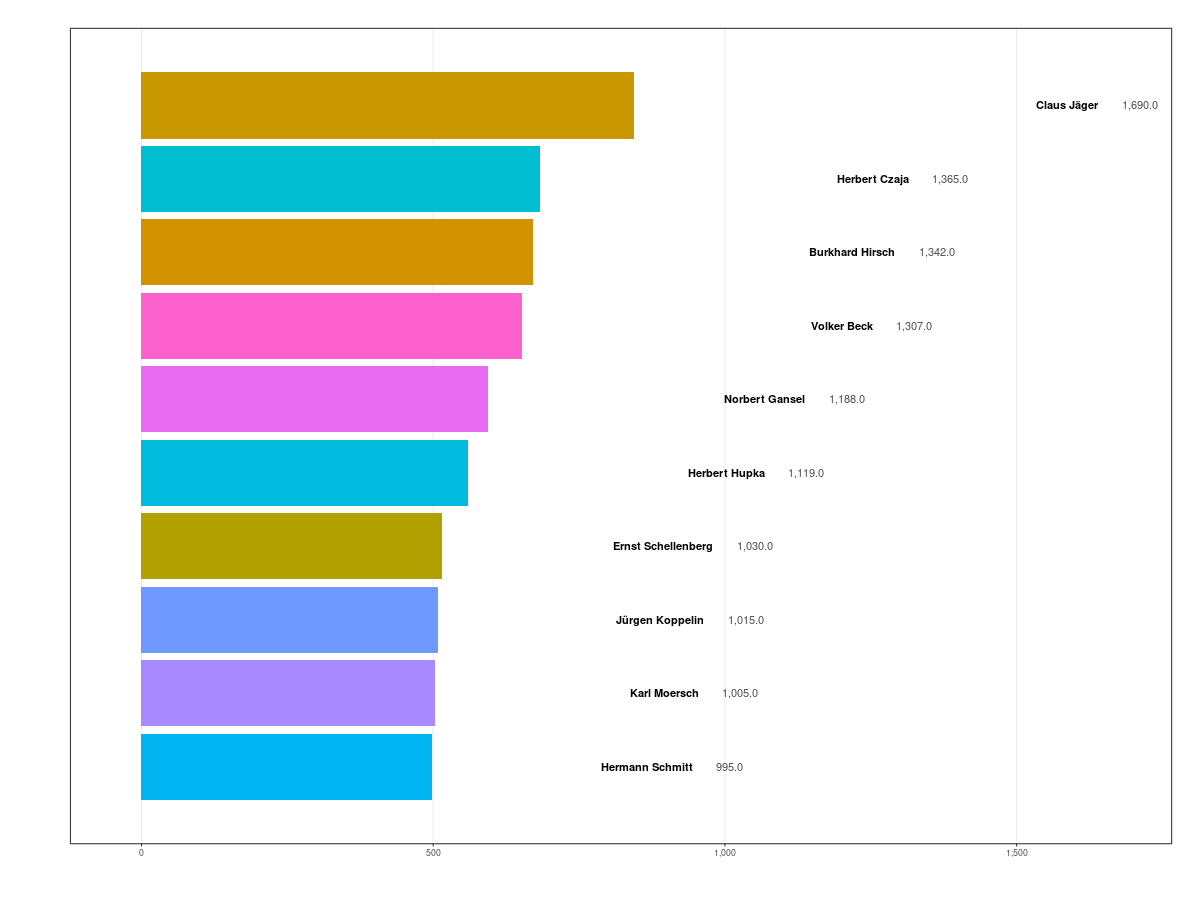 Claus Jäger 1,690.0
Herbert Czaja 1,365.0
Burkhard Hirsch 1,342.0
Volker Beck 1,307.0
Norbert Gansel 1,188.0
Herbert Hupka 1,119.0
Ernst Schellenberg 1,030.0
Jürgen Koppelin 1,015.0
Karl Moersch 1,005.0
Hermann Schmitt 995.0
0 500 1,000 1,500